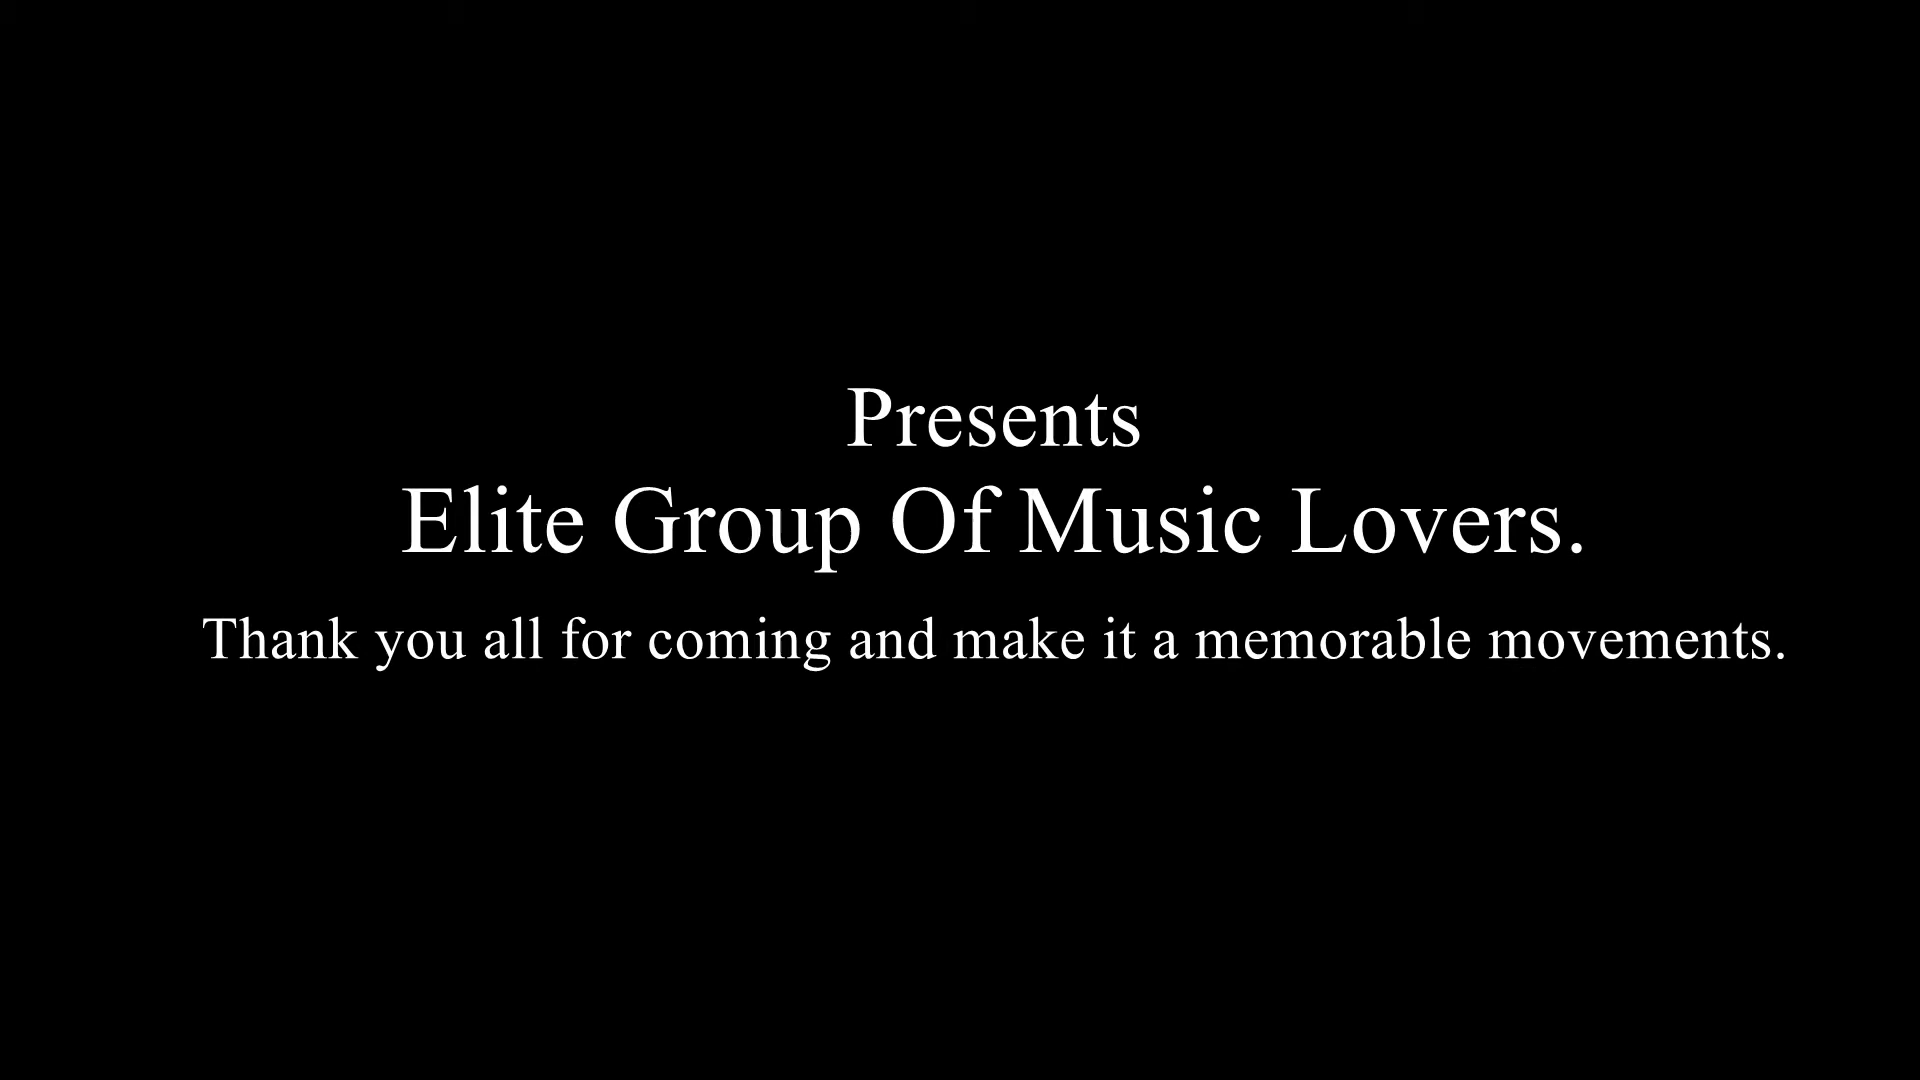 Presents
Elite Group Of Music Lovers.
Thank you all for coming and make it a memorable movements.